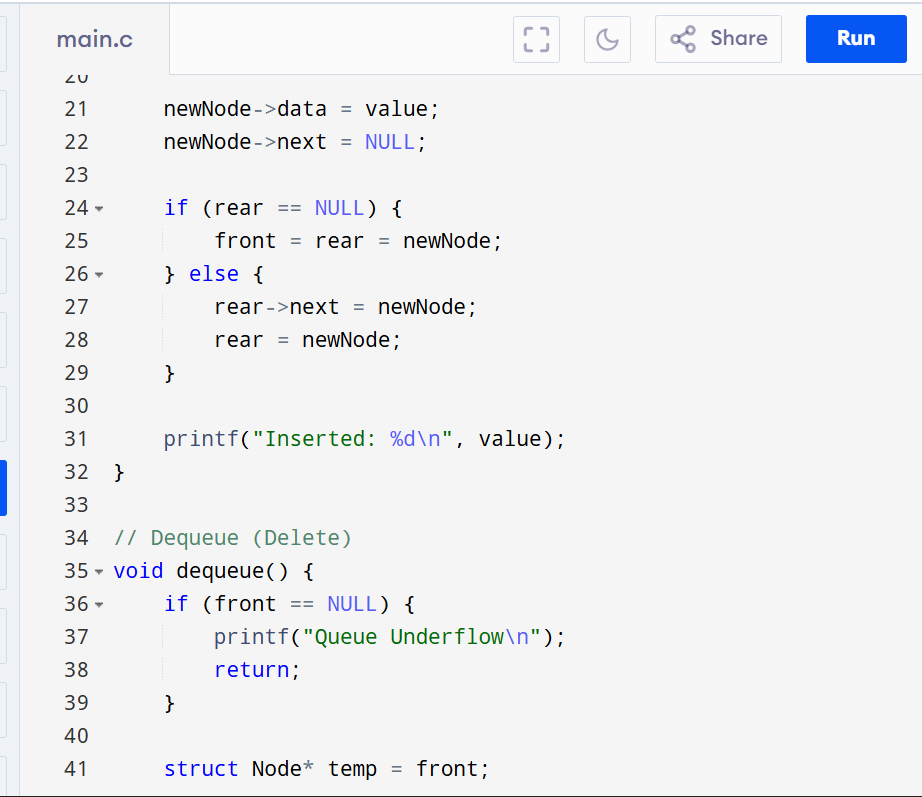 main.c
Share
Run
20
21 newNode->data = value;
22 newNode->next = NULL;
23
24 if (rear == NULL) {
25 front = rear = newNode;
26 } else {
27 rear->next = newNode;
28 rear = newNode;
29 }
30
31 printf("Inserted: %d\n", value);
32 }
33
34 // Dequeue (Delete)
35 void dequeue() {
36 if (front == NULL) {
37 printf("Queue Underflow\n");
38 return;
39 }
40
41 struct Node* temp = front;